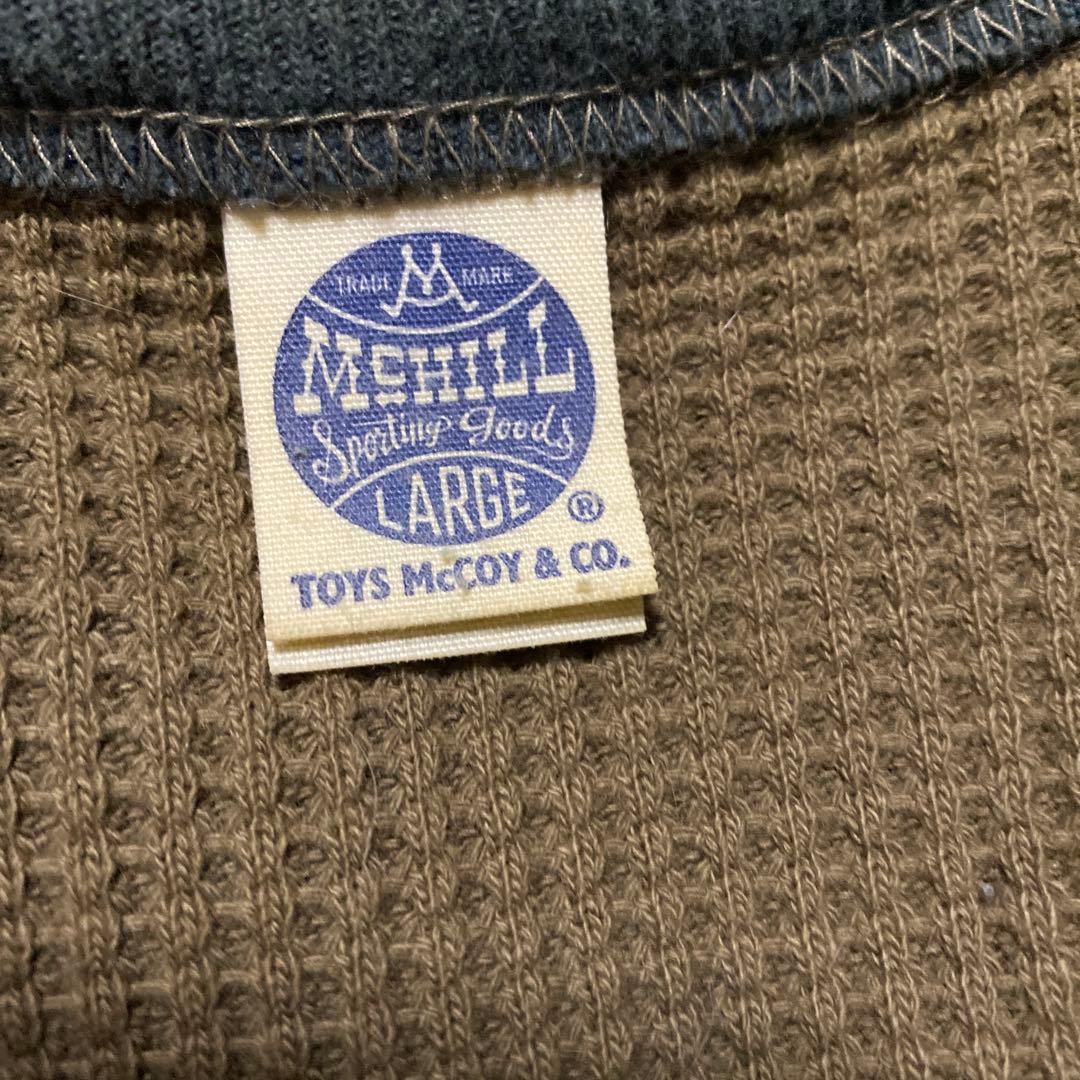 TRADE MARK
McHILL
Sporting goods
LARGE
®
TOYS McCOY & CO.